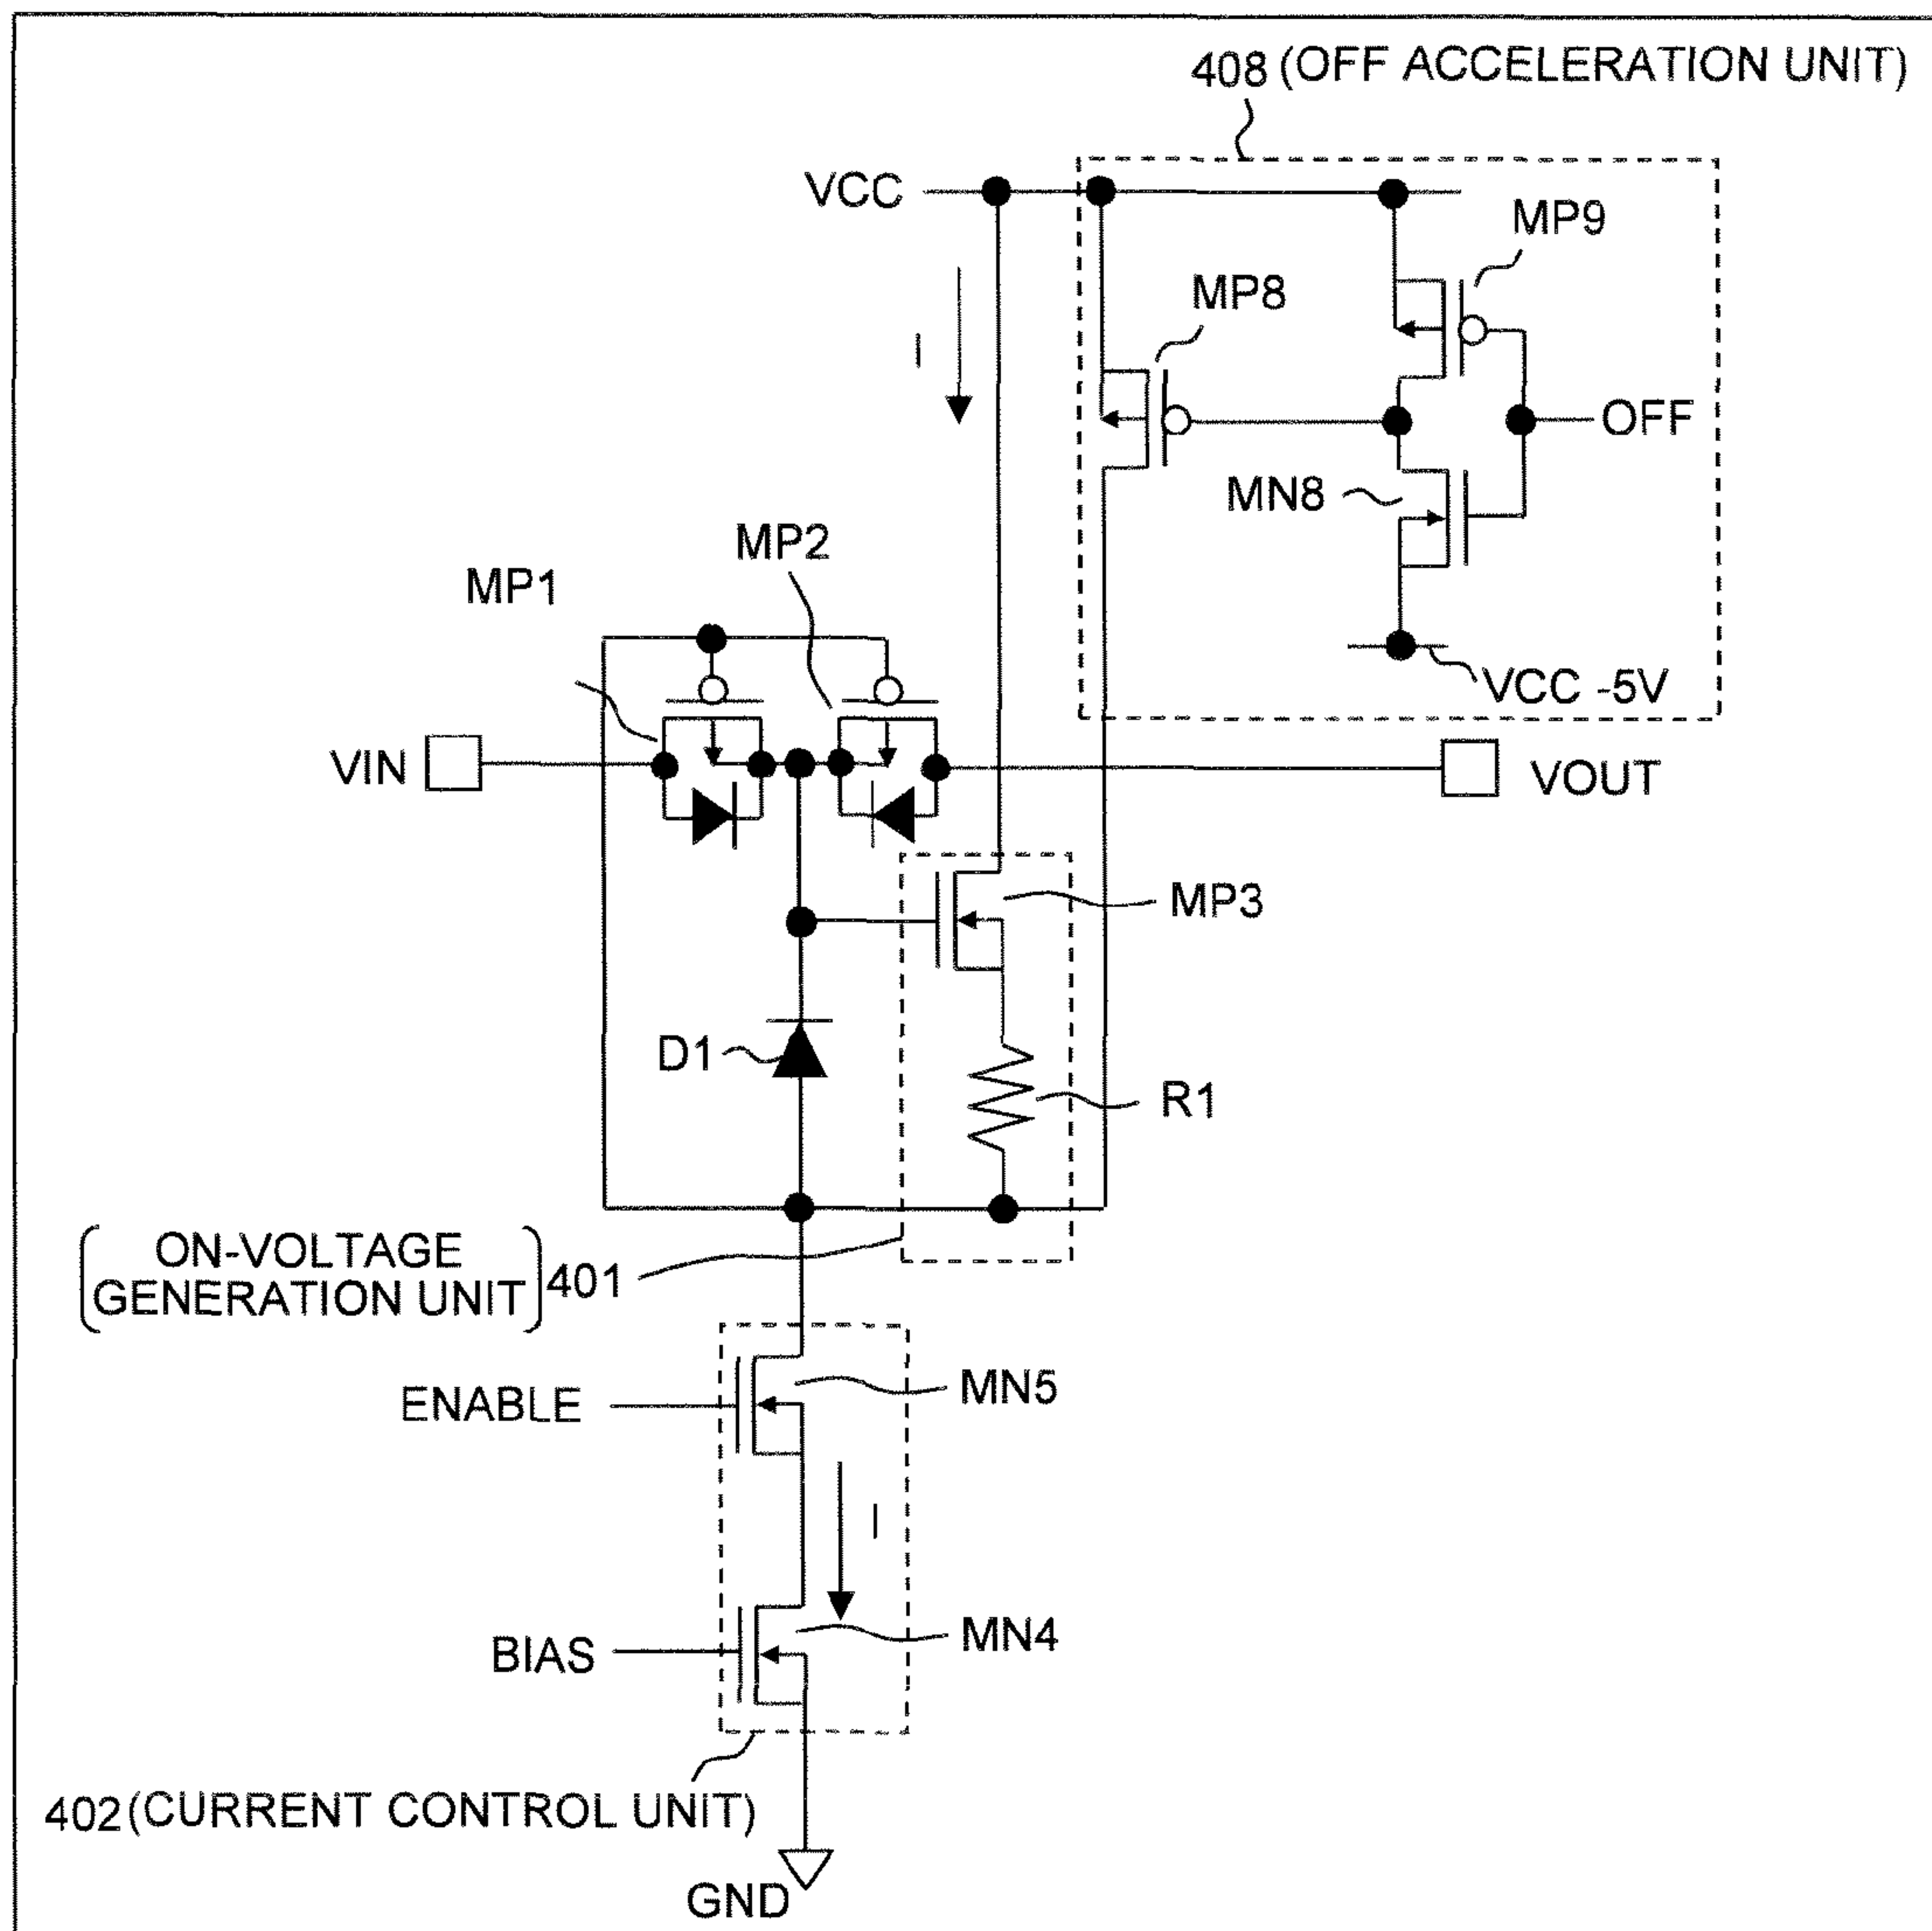 408 (OFF ACCELERATION UNIT)
VCC
MP9
MP8
I
OFF
MN8
MP2
MP1
VCC -5V
VIN
VOUT
MP3
D1
R1
ON-VOLTAGE
GENERATION UNIT
401
ENABLE
MN5
I
BIAS
MN4
402 (CURRENT CONTROL UNIT)
GND